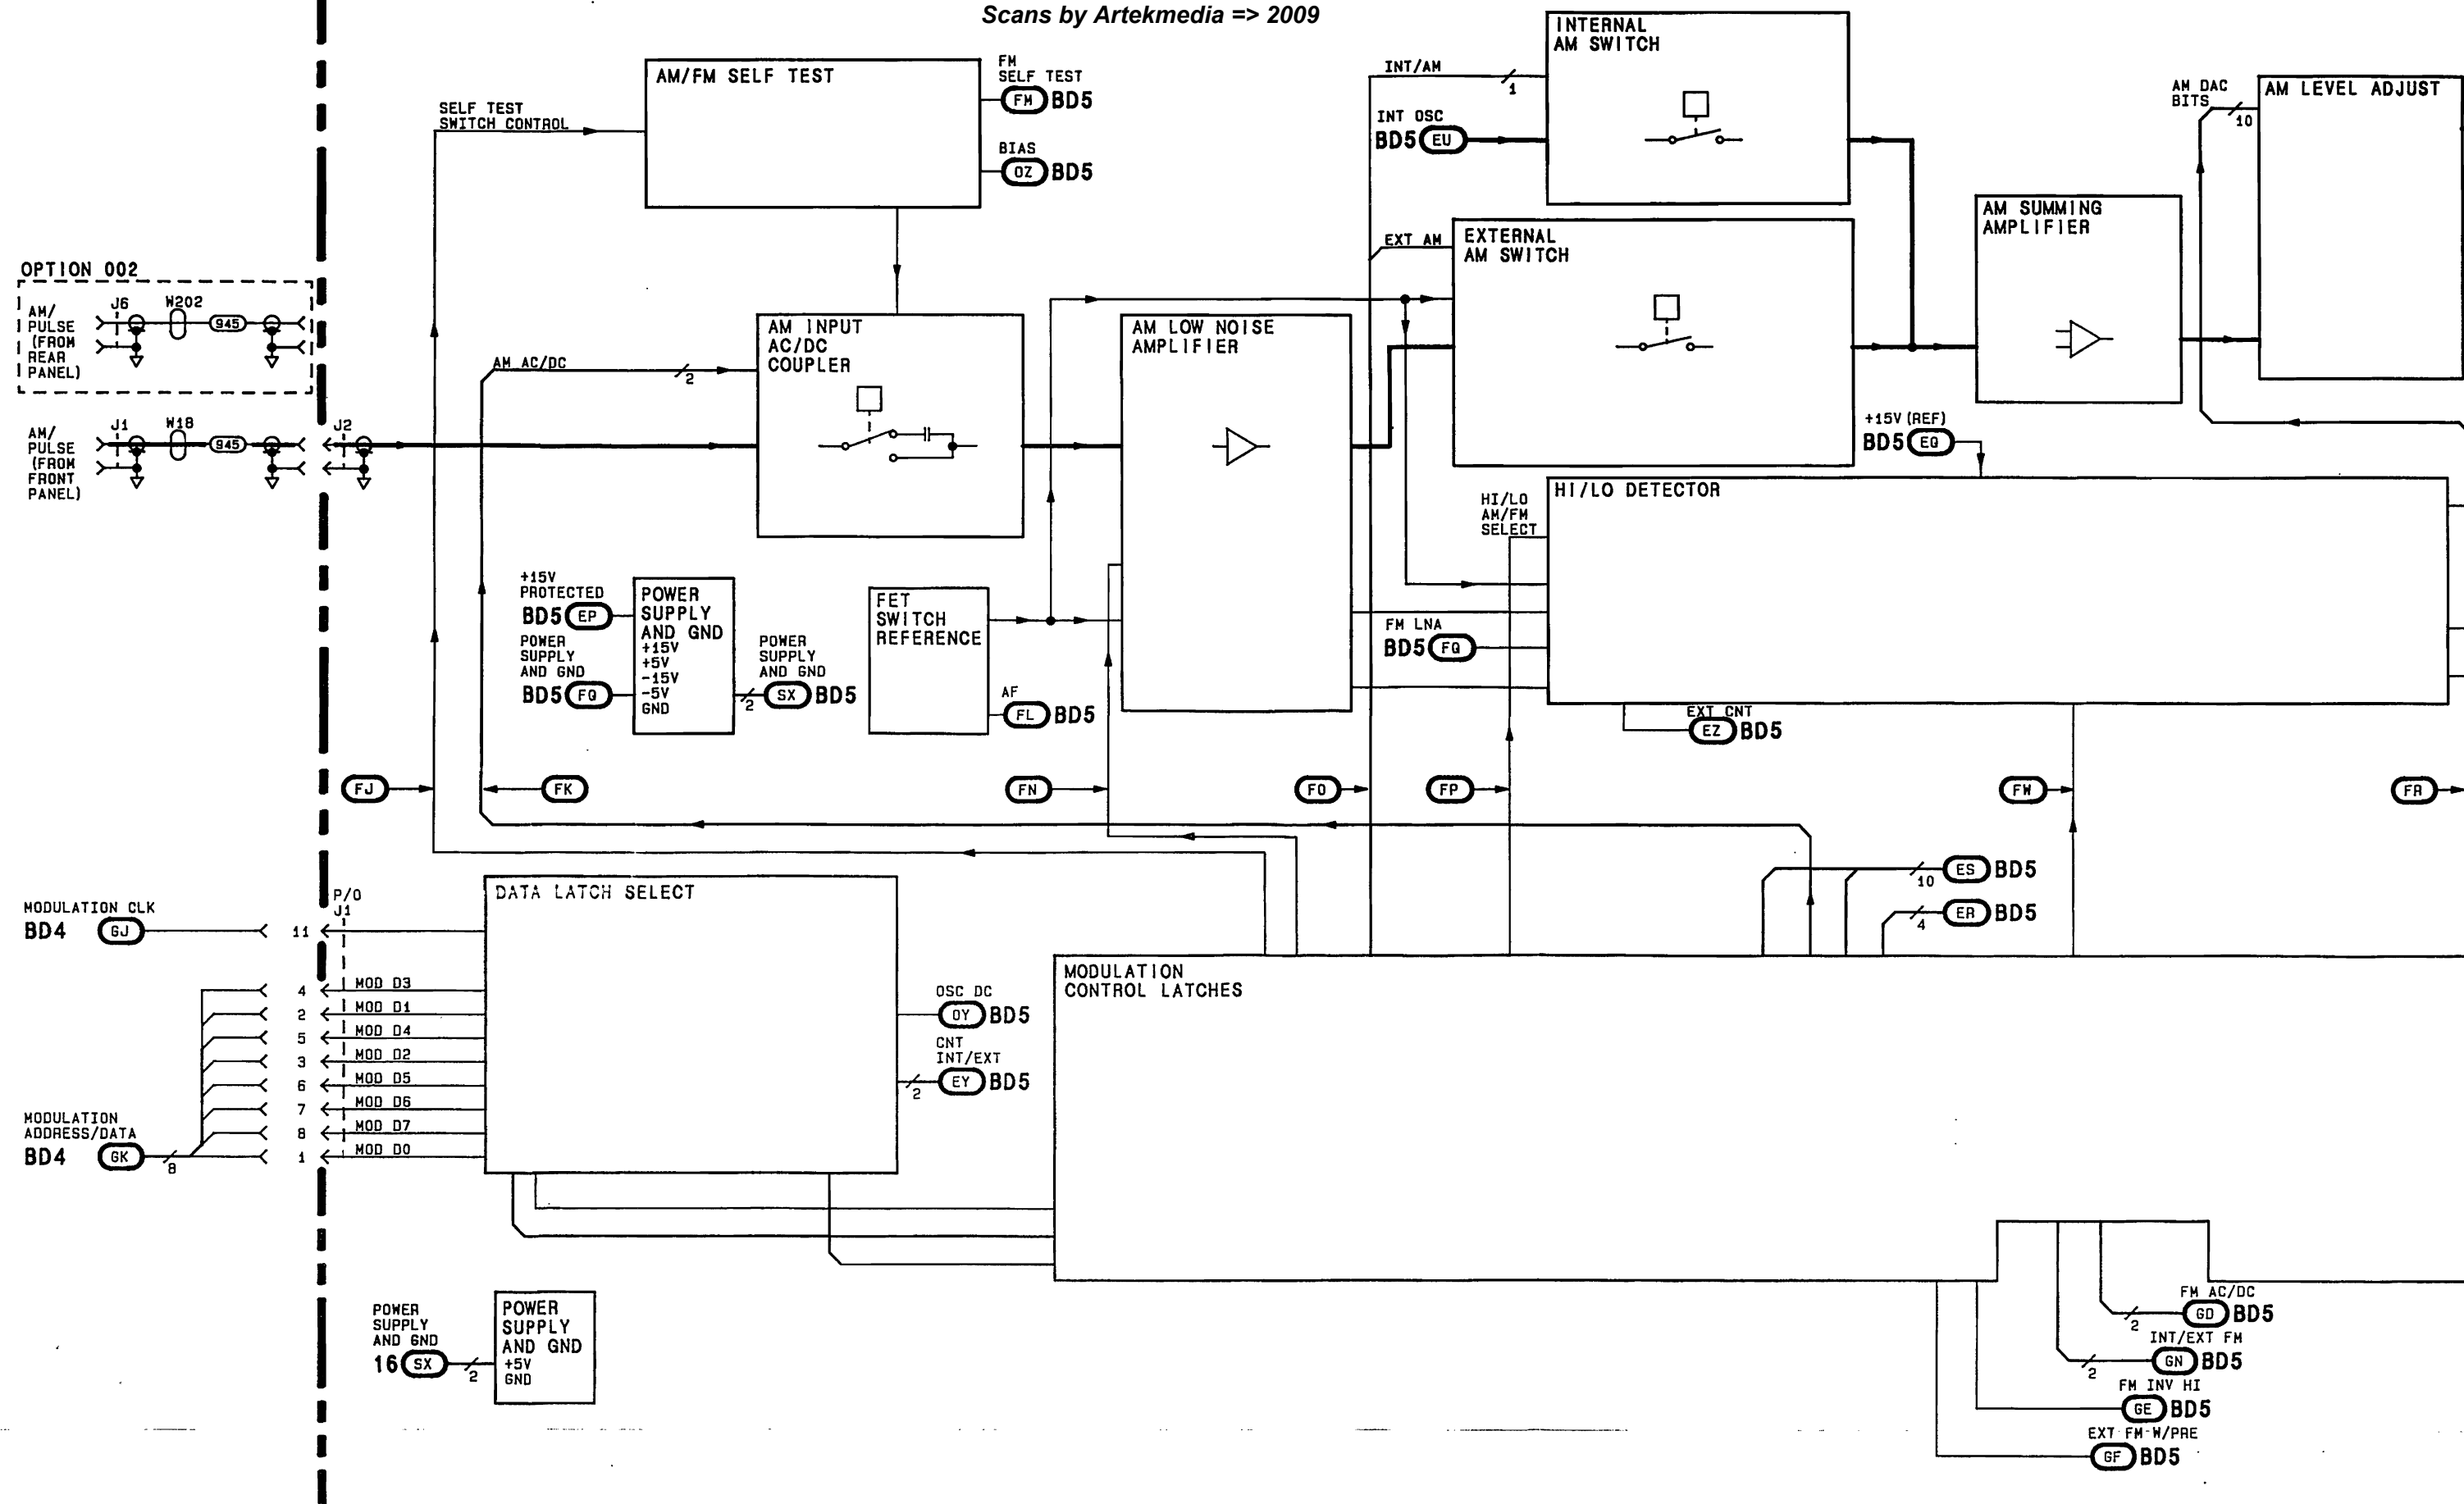 Scans by Artekmedia => 2009
AM/FM SELF TEST
FM
SELF TEST
FM BD5
BIAS
OZ BD5
SELF TEST
SWITCH CONTROL
INT/AM
1
INT OSC
BD5 EU
INTERNAL
AM SWITCH
EXT AM
EXTERNAL
AM SWITCH
AM SUMMING
AMPLIFIER
AM DAC
BITS
10
AM LEVEL ADJUST
OPTION 002
AM/
PULSE
(FROM
REAR
PANEL)
J6
W202
945
AM/
PULSE
(FROM
FRONT
PANEL)
J1
W18
945
J2
AM AC/DC
2
AM INPUT
AC/DC
COUPLER
AM LOW NOISE
AMPLIFIER
+15V (REF)
BD5 EQ
HI/LO
AM/FM
SELECT
HI/LO DETECTOR
+15V
PROTECTED
BD5 EP
POWER
SUPPLY
AND GND
BD5 FQ
POWER
SUPPLY
AND GND
+15V
+5V
-15V
-5V
GND
POWER
SUPPLY
AND GND
2
SX BD5
FET
SWITCH
REFERENCE
AF
FL BD5
FM LNA
BD5 FQ
EXT CNT
EZ BD5
FJ
FK
FN
FO
FP
FW
FR
10
ES BD5
4
ER BD5
MODULATION CLK
BD4 GJ
P/O
J1
11
DATA LATCH SELECT
4 MOD D3
2 MOD D1
5 MOD D4
3 MOD D2
6 MOD D5
7 MOD D6
8 MOD D7
1 MOD D0
MODULATION
ADDRESS/DATA
BD4 GK
8
OSC DC
OY BD5
CNT
INT/EXT
2
EY BD5
MODULATION
CONTROL LATCHES
POWER
SUPPLY
AND GND
16 SX
2
POWER
SUPPLY
AND GND
+5V
GND
FM AC/DC
2
GD BD5
INT/EXT FM
2
GN BD5
FM INV HI
GE BD5
EXT FM-W/PRE
GF BD5